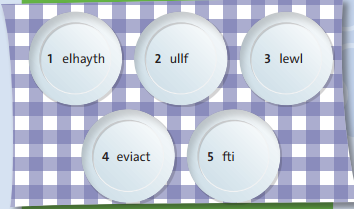 1 elhayth
2 ullf
3 lewl
4 eviact
5 fti